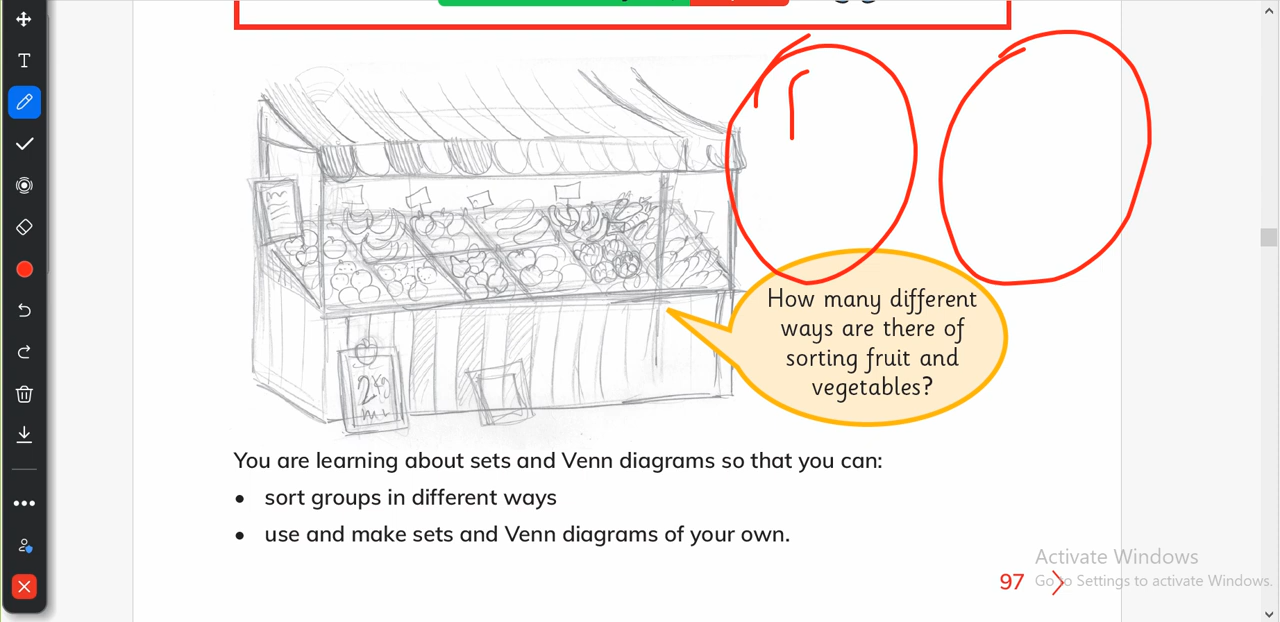 How many different
ways are there of
sorting fruit and
vegetables?
2kg
You are learning about sets and Venn diagrams so that you can:
• sort groups in different ways
• use and make sets and Venn diagrams of your own.
Activate Windows
97 Go to Settings to activate Windows.